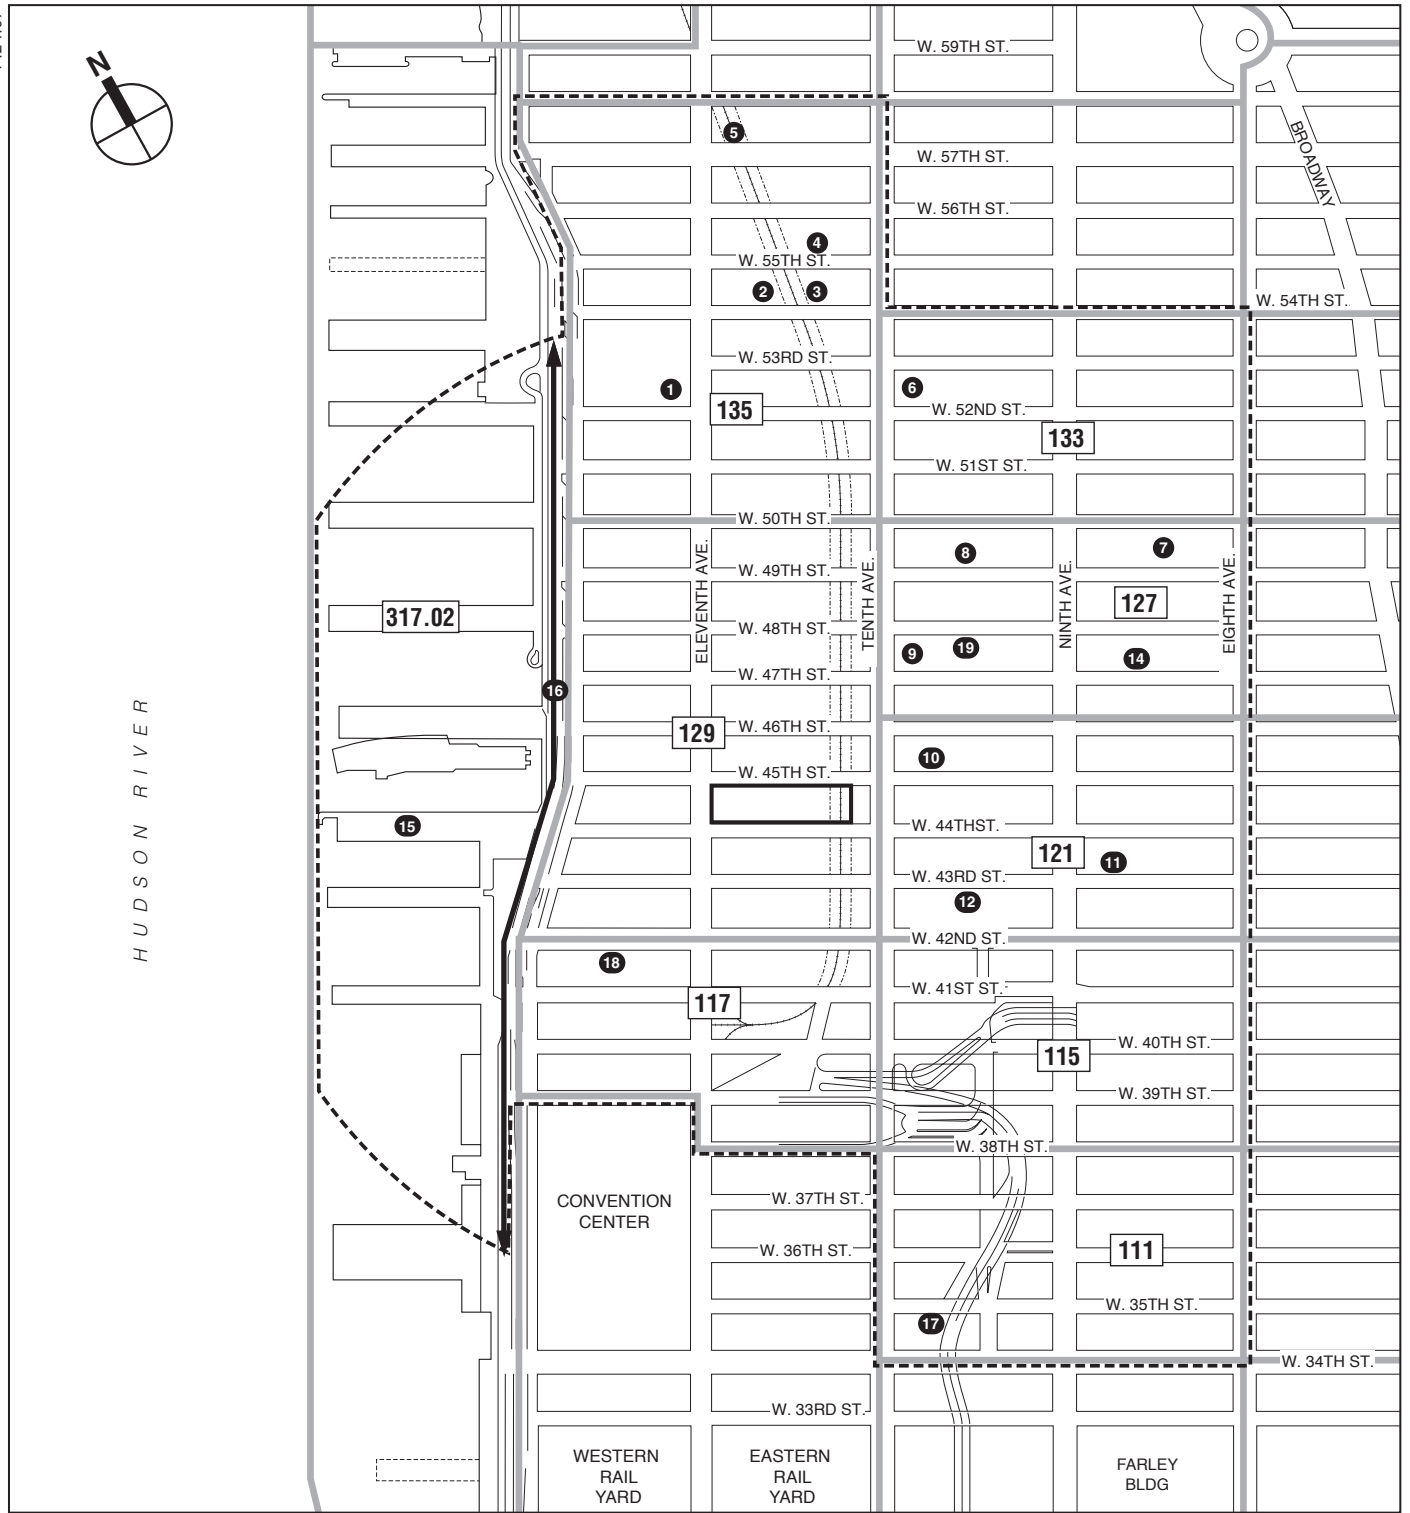 N
W. 59TH ST.
BROADWAY
5
W. 57TH ST.
W. 56TH ST.
4
W. 55TH ST.
2
3
W. 54TH ST.
W. 53RD ST.
1
6
135
W. 52ND ST.
133
W. 51ST ST.
W. 50TH ST.
ELEVENTH AVE.
TENTH AVE.
NINTH AVE.
EIGHTH AVE.
8
7
W. 49TH ST.
127
317.02
W. 48TH ST.
9
19
14
W. 47TH ST.
16
HUDSON RIVER
129
W. 46TH ST.
10
W. 45TH ST.
15
W. 44THST.
121
11
W. 43RD ST.
12
W. 42ND ST.
18
W. 41ST ST.
117
W. 40TH ST.
115
W. 39TH ST.
W. 38TH ST.
CONVENTION
CENTER
W. 37TH ST.
W. 36TH ST.
111
W. 35TH ST.
17
W. 34TH ST.
W. 33RD ST.
WESTERN
RAIL
YARD
EASTERN
RAIL
YARD
FARLEY
BLDG